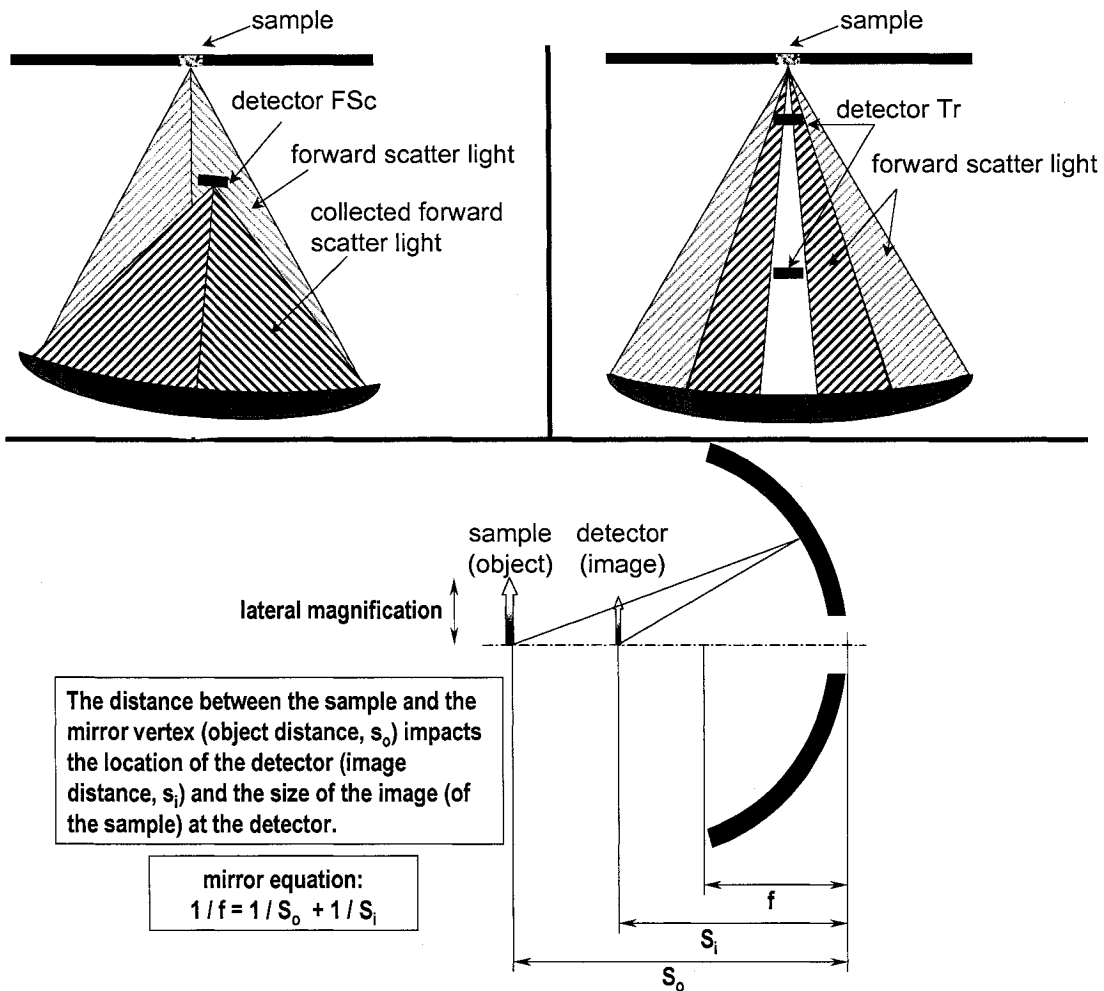 sample
detector FSc
forward scatter light
collected forward
scatter light
sample
detector Tr
forward scatter light
sample
(object)
detector
(image)
lateral magnification
The distance between the sample and the
mirror vertex (object distance, sₒ) impacts
the location of the detector (image
distance, sᵢ) and the size of the image (of
the sample) at the detector.
mirror equation:
1 / f = 1 / Sₒ + 1 / Sᵢ
f
Sᵢ
Sₒ